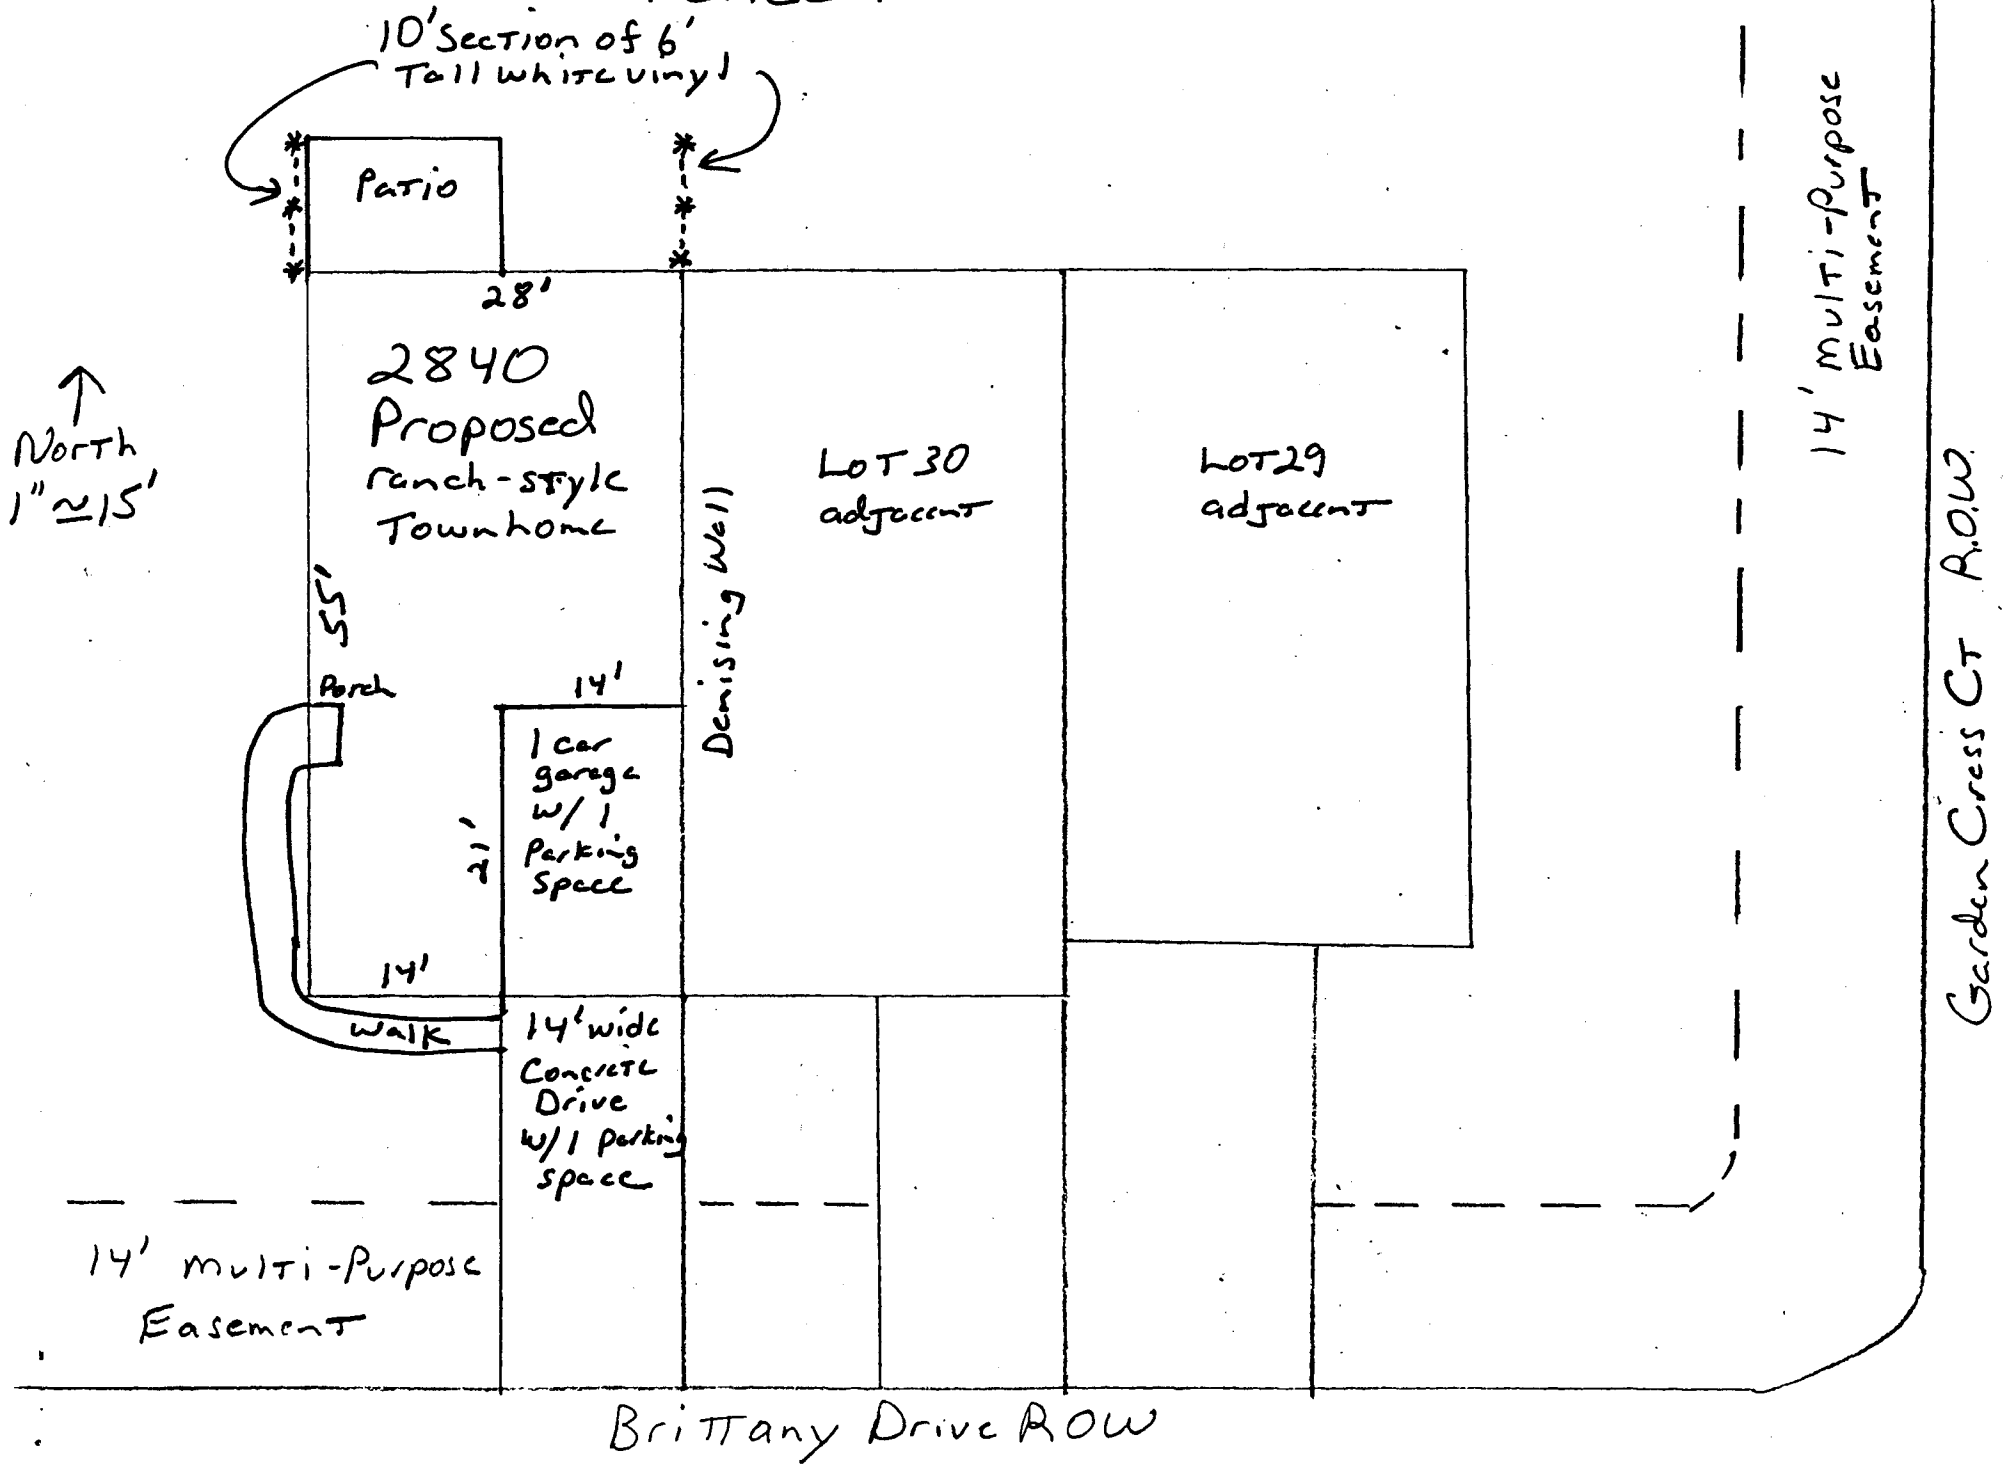 10' Section of 6'
Tall white vinyl
Patio
28'
2840
Proposed
ranch-style
Townhome
North
1" ≃ 15'
55'
Porch
14'
1 car
garage
w/ 1
Parking
space
21'
14'
Walk
14' wide
Concrete
Drive
w/ 1 parking
space
Demising Wall
LOT 30
adjacent
LOT 29
adjacent
14' Multi-Purpose
Easement
Garden Cress CT R.O.W.
14' Multi-Purpose
Easement
Brittany Drive ROW